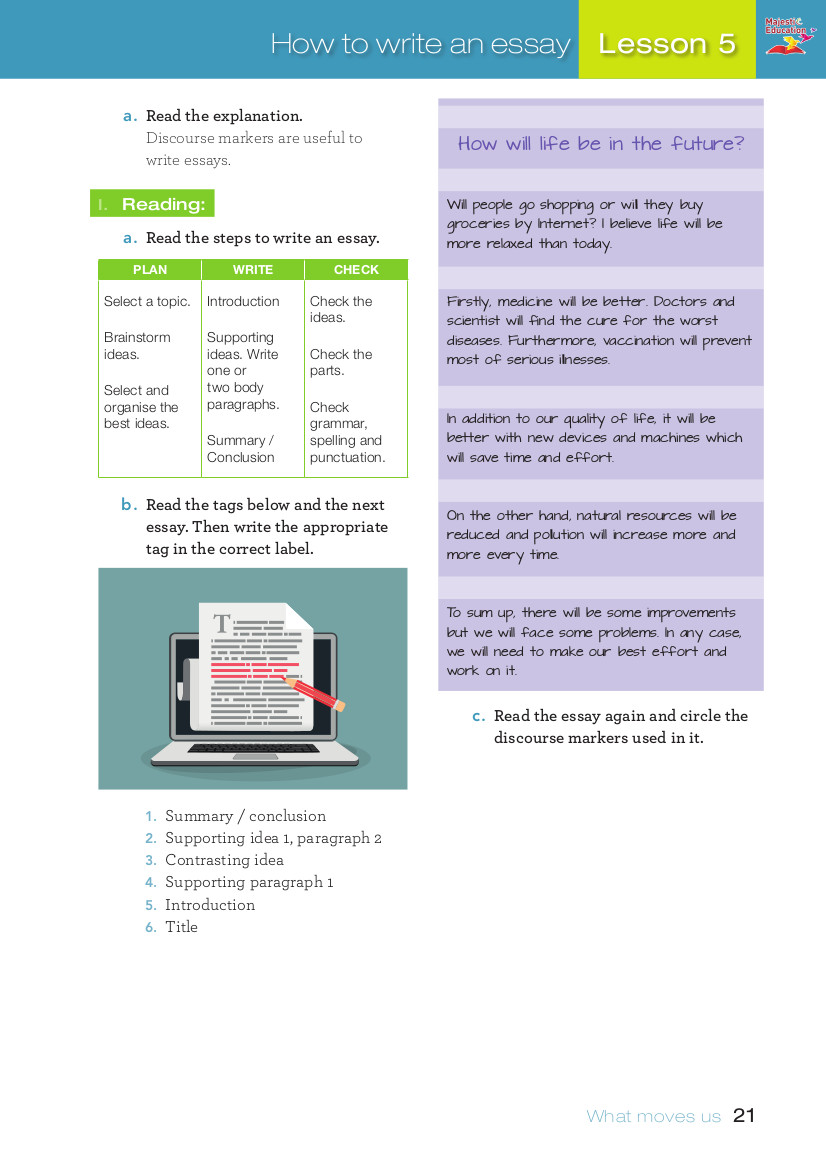 How to write an essay
Lesson 5
Majestic
Education
a. Read the explanation.
Discourse markers are useful to
write essays.
I. Reading:
a. Read the steps to write an essay.
PLAN
Select a topic.
Brainstorm
ideas.
Select and
organise the
best ideas.
WRITE
Introduction
Supporting
ideas. Write
one or
two body
paragraphs.
Summary /
Conclusion
CHECK
Check the
ideas.
Check the
parts.
Check
grammar,
spelling and
punctuation.
b. Read the tags below and the next
essay. Then write the appropriate
tag in the correct label.
T
1. Summary / conclusion
2. Supporting idea 1, paragraph 2
3. Contrasting idea
4. Supporting paragraph 1
5. Introduction
6. Title
How will life be in the future?
Will people go shopping or will they buy
groceries by Internet? I believe life will be
more relaxed than today.
Firstly, medicine will be better. Doctors and
scientist will find the cure for the worst
diseases. Furthermore, vaccination will prevent
most of serious illnesses.
In addition to our quality of life, it will be
better with new devices and machines which
will save time and effort.
On the other hand, natural resources will be
reduced and pollution will increase more and
more every time.
To sum up, there will be some improvements
but we will face some problems. In any case,
we will need to make our best effort and
work on it.
c. Read the essay again and circle the
discourse markers used in it.
What moves us 21